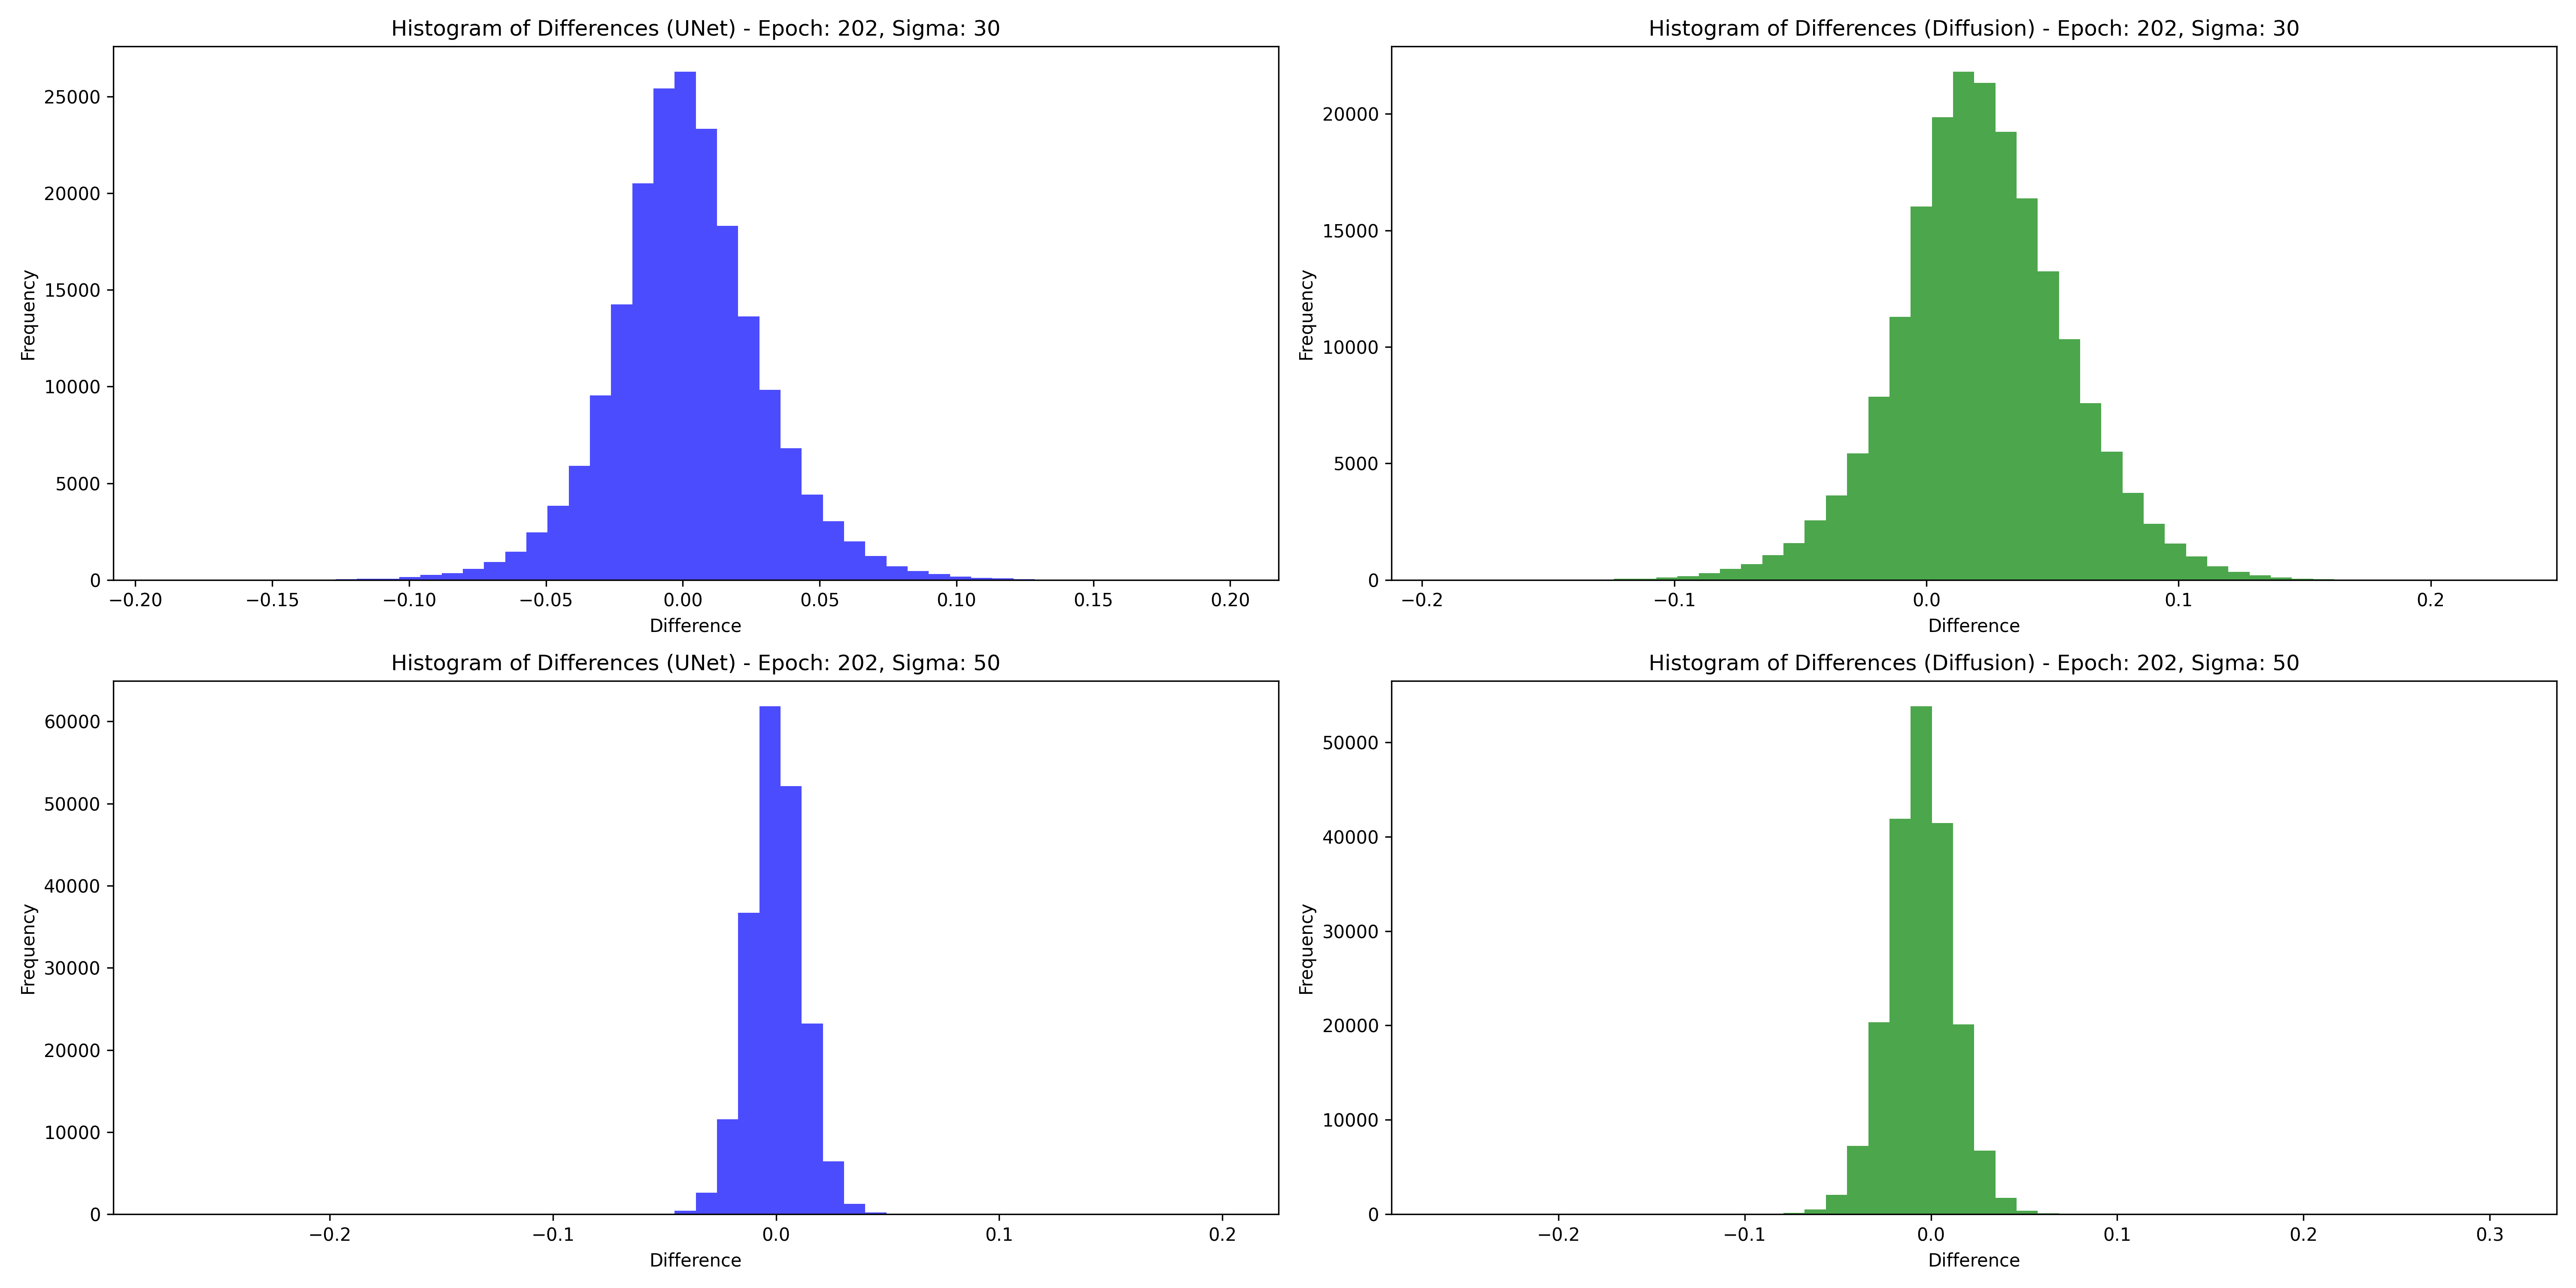 Histogram of Differences (UNet) - Epoch: 202, Sigma: 30
Frequency
25000
20000
15000
10000
5000
0
−0.20 −0.15 −0.10 −0.05 0.00 0.05 0.10 0.15 0.20
Difference
Histogram of Differences (Diffusion) - Epoch: 202, Sigma: 30
Frequency
20000
15000
10000
5000
0
−0.2 −0.1 0.0 0.1 0.2
Difference
Histogram of Differences (UNet) - Epoch: 202, Sigma: 50
Frequency
60000
50000
40000
30000
20000
10000
0
−0.2 −0.1 0.0 0.1 0.2
Difference
Histogram of Differences (Diffusion) - Epoch: 202, Sigma: 50
Frequency
50000
40000
30000
20000
10000
0
−0.2 −0.1 0.0 0.1 0.2 0.3
Difference